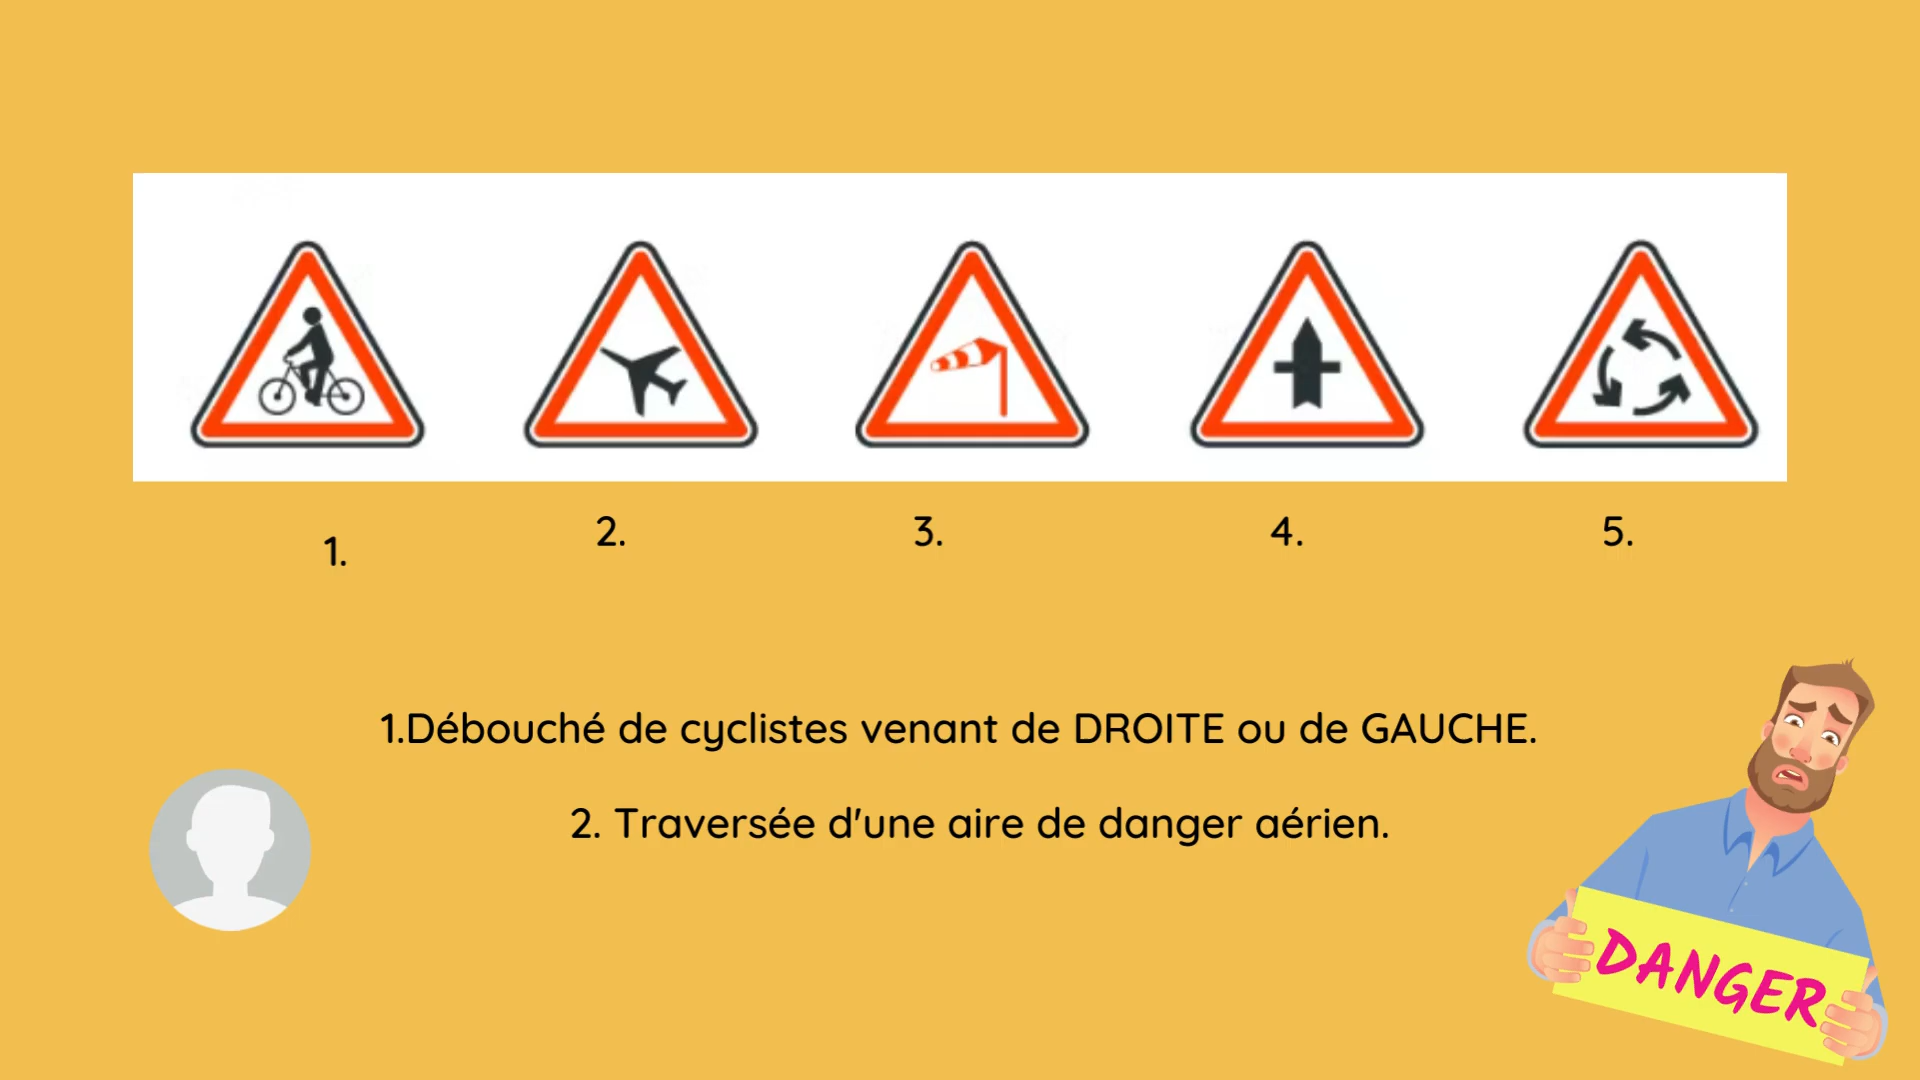 1.
2.
3.
4.
5.
1.Débouché de cyclistes venant de DROITE ou de GAUCHE.
2. Traversée d'une aire de danger aérien.
DANGER